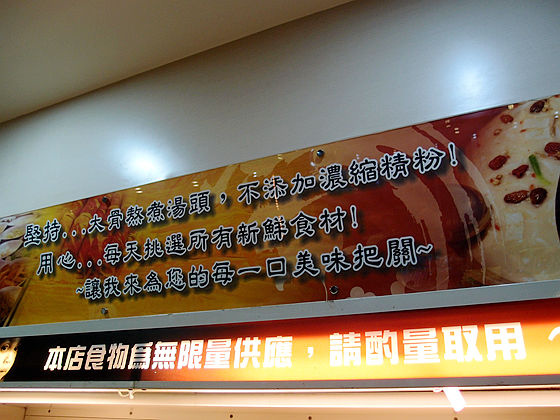 堅持...大骨熬煮湯頭，不添加濃縮精粉!
用心...每天挑選所有新鮮食材!
~讓我來為您的每一口美味把關~
本店食物為無限量供應，請酌量取用